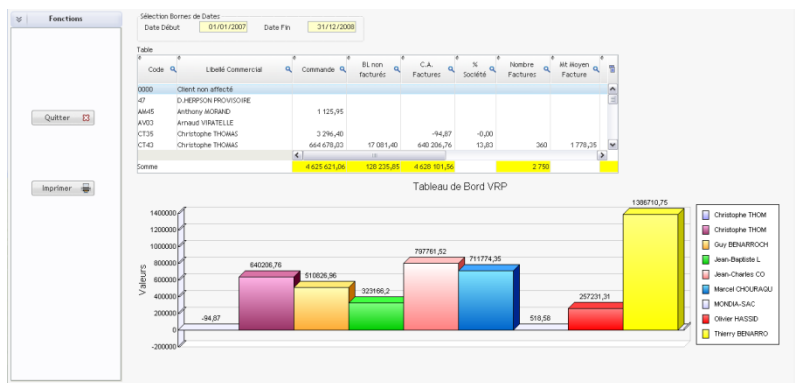 Fonctions
Quitter
Imprimer
Sélection Bornes de Dates
Date Début 01/01/2007 Date Fin 31/12/2008
Table
Code Libellé Commercial Commande BL non facturés C.A. Factures % Société Nombre Factures Mt Moyen Facture
0000 Client non affecté
47 D.HERPSON PROVISOIRE
AM45 Anthony MORAND 1 125,95
AV03 Arnaud VIRATELLE
CT35 Christophe THOMAS 3 296,40 -94,87 -0,00
CT43 Christophe THOMAS 664 678,03 17 081,40 640 206,76 13,83 360 1 778,35
Somme 4 625 621,06 128 235,85 4 628 101,56 2 750
Tableau de Bord VRP
Valeurs
1400000
1200000
1000000
800000
600000
400000
200000
0
-200000
-94,87
640206,76
510826,96
323166,2
797761,52
711774,35
518,58
257231,31
1386710,75
Christophe THOM
Christophe THOM
Guy BENARROCH
Jean-Baptiste L
Jean-Charles CO
Marcel CHOURAQU
MONDIA-SAC
Olivier HASSID
Thierry BENARRO